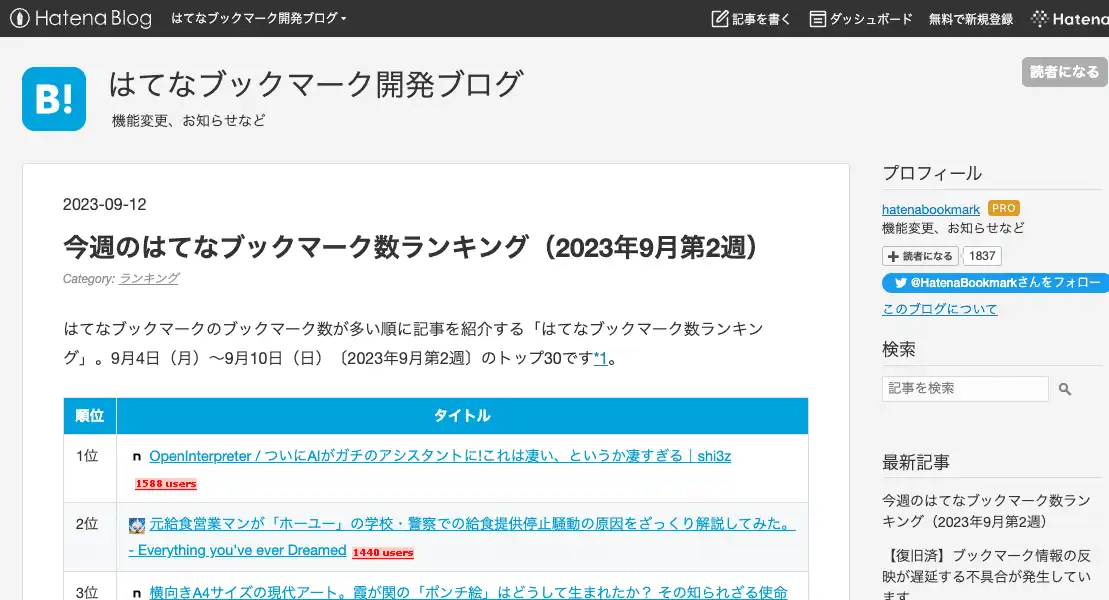 Hatena Blog はてなブックマーク開発ブログ 記事を書く ダッシュボード 無料で新規登録 Hatena
B!
はてなブックマーク開発ブログ
読者になる
機能変更、お知らせなど
2023-09-12
今週のはてなブックマーク数ランキング（2023年9月第2週）
Category: ランキング
はてなブックマークのブックマーク数が多い順に記事を紹介する「はてなブックマーク数ランキン
グ」。9月4日（月）〜9月10日（日）〔2023年9月第2週〕のトップ30です*1。
順位 タイトル
1位 n OpenInterpreter / ついにAIがガチのアシスタントに!これは凄い、というか凄すぎる｜shi3z
1588 users
2位 元給食営業マンが「ホーユー」の学校・警察での給食提供停止騒動の原因をざっくり解説してみた。
- Everything you've ever Dreamed 1440 users
3位 n 横向きA4サイズの現代アート。霞が関の「ポンチ絵」はどうして生まれたか？ その知られざる使命
プロフィール
hatenabookmark PRO
機能変更、お知らせなど
読者になる 1837
@HatenaBookmarkさんをフォロー
このブログについて
検索
記事を検索
最新記事
今週のはてなブックマーク数ラン
キング（2023年9月第2週）
【復旧済】ブックマーク情報の反
映が遅延する不具合が発生してい
ます